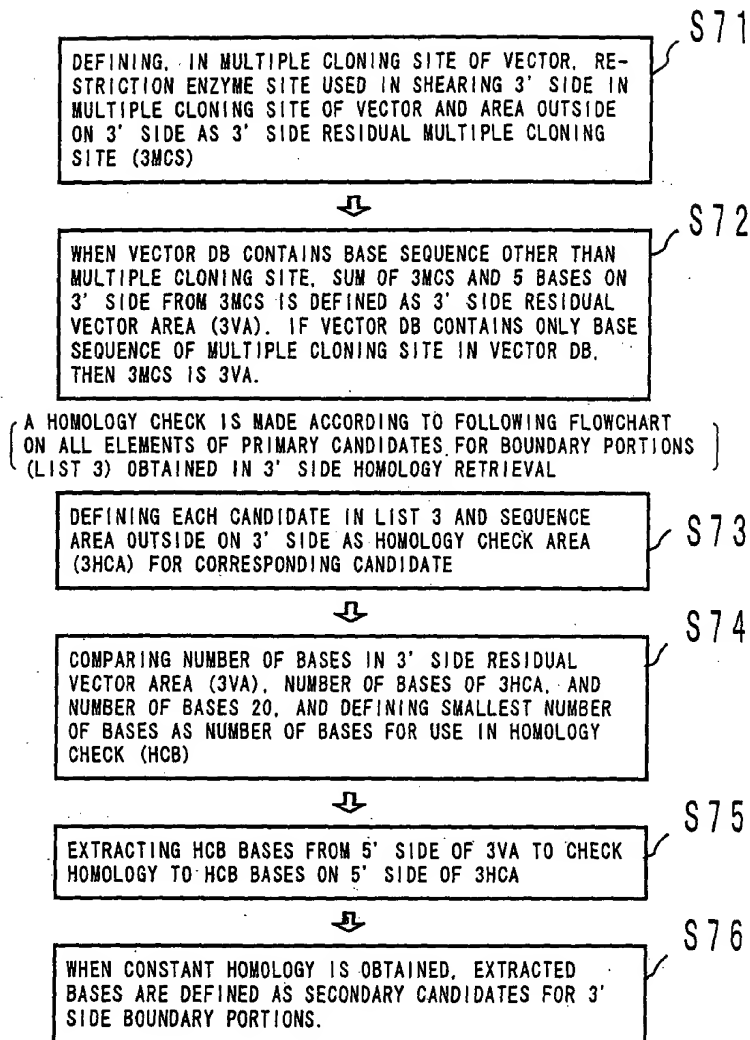 S71
DEFINING, IN MULTIPLE CLONING SITE OF VECTOR, RE-
STRICTION ENZYME SITE USED IN SHEARING 3' SIDE IN
MULTIPLE CLONING SITE OF VECTOR AND AREA OUTSIDE
ON 3' SIDE AS 3' SIDE RESIDUAL MULTIPLE CLONING
SITE (3MCS)
S72
WHEN VECTOR DB CONTAINS BASE SEQUENCE OTHER THAN
MULTIPLE CLONING SITE, SUM OF 3MCS AND 5 BASES ON
3' SIDE FROM 3MCS IS DEFINED AS 3' SIDE RESIDUAL
VECTOR AREA (3VA). IF VECTOR DB CONTAINS ONLY BASE
SEQUENCE OF MULTIPLE CLONING SITE IN VECTOR DB,
THEN 3MCS IS 3VA.
(A HOMOLOGY CHECK IS MADE ACCORDING TO FOLLOWING FLOWCHART
ON ALL ELEMENTS OF PRIMARY CANDIDATES FOR BOUNDARY PORTIONS
(LIST 3) OBTAINED IN 3' SIDE HOMOLOGY RETRIEVAL)
S73
DEFINING EACH CANDIDATE IN LIST 3 AND SEQUENCE
AREA OUTSIDE ON 3' SIDE AS HOMOLOGY CHECK AREA
(3HCA) FOR CORRESPONDING CANDIDATE
S74
COMPARING NUMBER OF BASES IN 3' SIDE RESIDUAL
VECTOR AREA (3VA), NUMBER OF BASES OF 3HCA, AND
NUMBER OF BASES 20, AND DEFINING SMALLEST NUMBER
OF BASES AS NUMBER OF BASES FOR USE IN HOMOLOGY
CHECK (HCB)
S75
EXTRACTING HCB BASES FROM 5' SIDE OF 3VA TO CHECK
HOMOLOGY TO HCB BASES ON 5' SIDE OF 3HCA
S76
WHEN CONSTANT HOMOLOGY IS OBTAINED, EXTRACTED
BASES ARE DEFINED AS SECONDARY CANDIDATES FOR 3'
SIDE BOUNDARY PORTIONS.